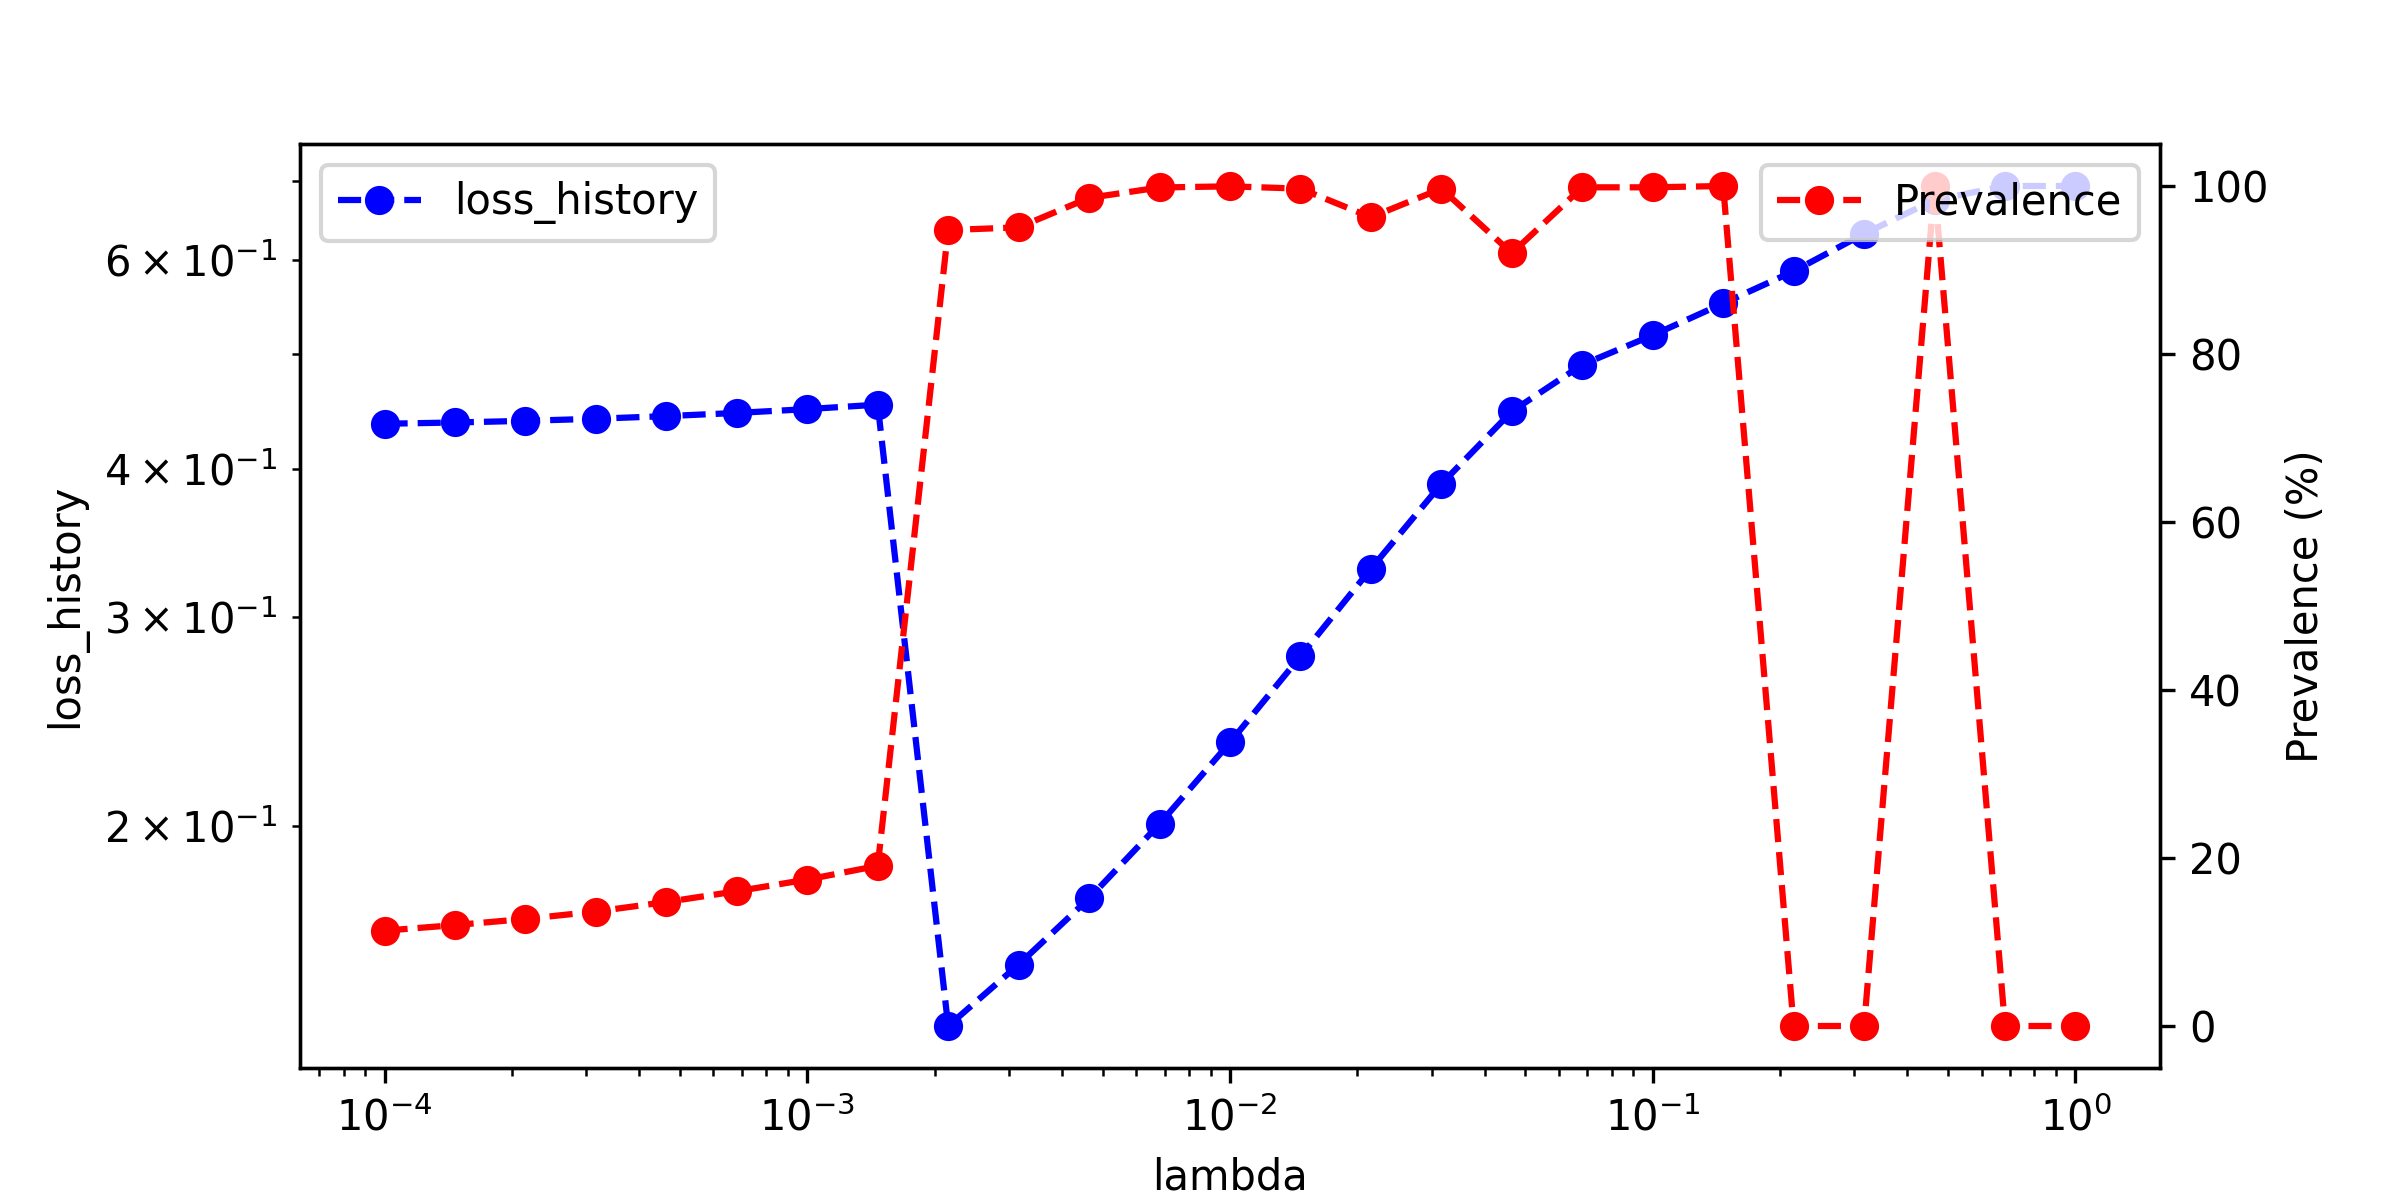 loss_history
Prevalence
6 × 10⁻¹
4 × 10⁻¹
3 × 10⁻¹
2 × 10⁻¹
loss_history
100
80
60
40
20
0
Prevalence (%)
10⁻⁴
10⁻³
10⁻²
10⁻¹
10⁰
lambda